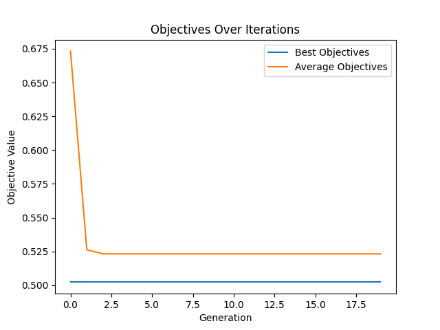 Objectives Over Iterations
Best Objectives
Average Objectives
Objective Value
0.675
0.650
0.625
0.600
0.575
0.550
0.525
0.500
0.0 2.5 5.0 7.5 10.0 12.5 15.0 17.5
Generation